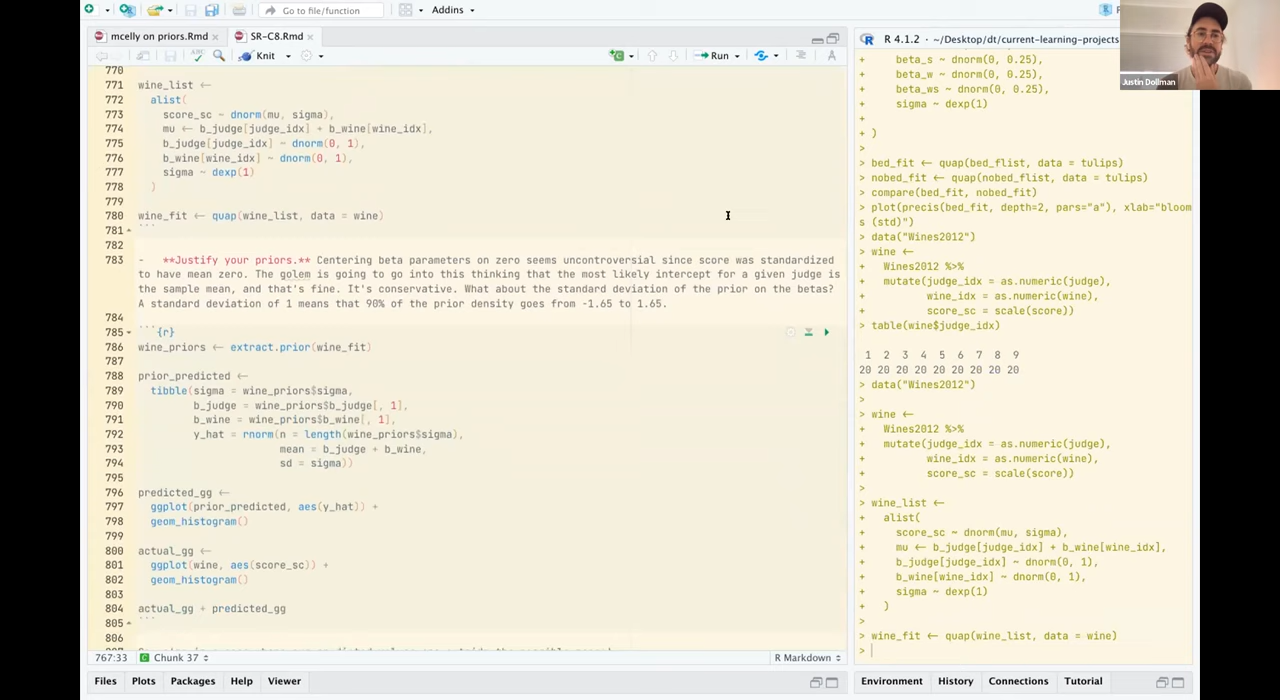 Go to file/function
Addins
mcelly on priors.Rmd
SR-C8.Rmd
Knit
Run
770
771 wine_list <-
772 alist(
773 score_sc ~ dnorm(mu, sigma),
774 mu <- b_judge[judge_idx] + b_wine[wine_idx],
775 b_judge[judge_idx] ~ dnorm(0, 1),
776 b_wine[wine_idx] ~ dnorm(0, 1),
777 sigma ~ dexp(1)
778 )
779
780 wine_fit <- quap(wine_list, data = wine)
781 ```
782
783 - **Justify your priors.** Centering beta parameters on zero seems uncontroversial since score was standardized
to have mean zero. The golem is going to go into this thinking that the most likely intercept for a given judge is
the sample mean, and that's fine. It's conservative. What about the standard deviation of the prior on the betas?
A standard deviation of 1 means that 90% of the prior density goes from -1.65 to 1.65.
784
785 ```{r}
786 wine_priors <- extract.prior(wine_fit)
787
788 prior_predicted <-
789 tibble(sigma = wine_priors$sigma,
790 b_judge = wine_priors$b_judge[, 1],
791 b_wine = wine_priors$b_wine[, 1],
792 y_hat = rnorm(n = length(wine_priors$sigma),
793 mean = b_judge + b_wine,
794 sd = sigma))
795
796 predicted_gg <-
797 ggplot(prior_predicted, aes(y_hat)) +
798 geom_histogram()
799
800 actual_gg <-
801 ggplot(wine, aes(score_sc)) +
802 geom_histogram()
803
804 actual_gg + predicted_gg
805 ```
806
767:33 Chunk 37
R Markdown
Files Plots Packages Help Viewer
R 4.1.2 · ~/Desktop/dt/current-learning-projects
Justin Dollman
+ beta_s ~ dnorm(0, 0.25),
+ beta_w ~ dnorm(0, 0.25),
+ beta_ws ~ dnorm(0, 0.25),
+ sigma ~ dexp(1)
+
+ )
>
> bed_fit <- quap(bed_flist, data = tulips)
> nobed_fit <- quap(nobed_flist, data = tulips)
> compare(bed_fit, nobed_fit)
> plot(precis(bed_fit, depth=2, pars="a"), xlab="bloom
s (std)")
> data("Wines2012")
> wine <-
+ Wines2012 %>%
+ mutate(judge_idx = as.numeric(judge),
+ wine_idx = as.numeric(wine),
+ score_sc = scale(score))
> table(wine$judge_idx)
1 2 3 4 5 6 7 8 9
20 20 20 20 20 20 20 20 20
> data("Wines2012")
>
> wine <-
+ Wines2012 %>%
+ mutate(judge_idx = as.numeric(judge),
+ wine_idx = as.numeric(wine),
+ score_sc = scale(score))
>
> wine_list <-
+ alist(
+ score_sc ~ dnorm(mu, sigma),
+ mu <- b_judge[judge_idx] + b_wine[wine_idx],
+ b_judge[judge_idx] ~ dnorm(0, 1),
+ b_wine[wine_idx] ~ dnorm(0, 1),
+ sigma ~ dexp(1)
+ )
>
> wine_fit <- quap(wine_list, data = wine)
>
Environment History Connections Tutorial